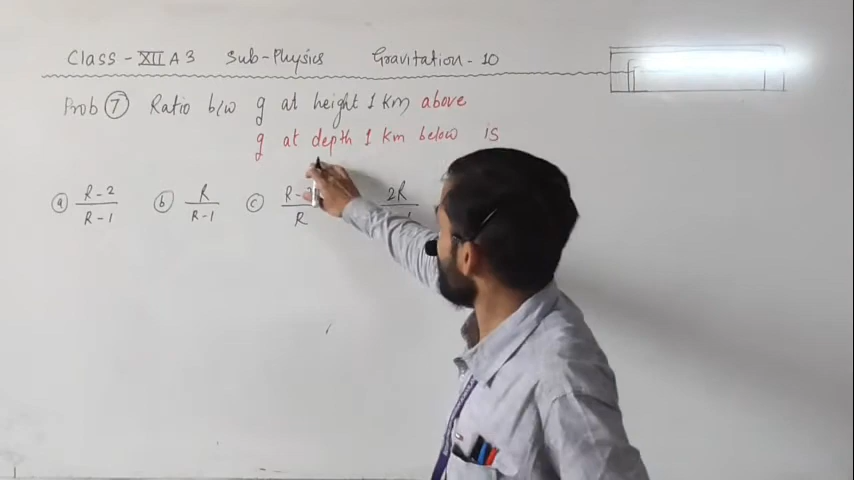 Class - XII A 3 Sub-Physics Gravitation - 10
Prob 7 Ratio b/w g at height 1 Km above
g at depth 1 Km below is
a R-2 / R-1 b R / R-1 c R- / R 2R